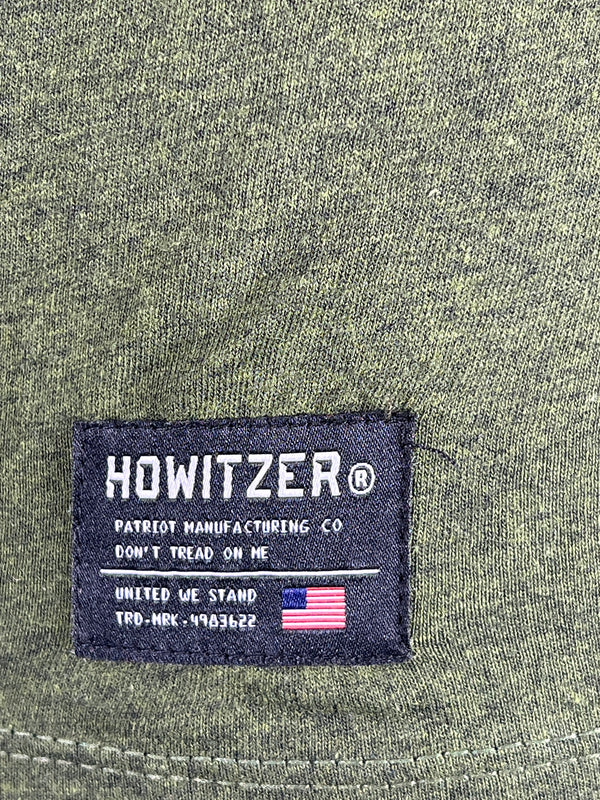 HOWITZER®
PATRIOT MANUFACTURING CO
DON'T TREAD ON ME
UNITED WE STAND
TRD-MRK-4983622